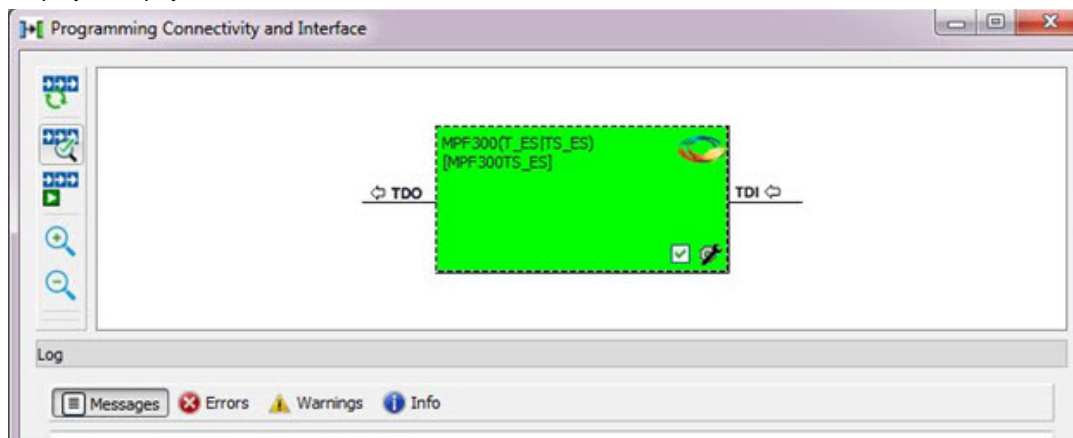 Programming Connectivity and Interface
MPF300(T_ES|TS_ES)
[MPF300TS_ES]
TDO
TDI
Log
Messages Errors Warnings Info